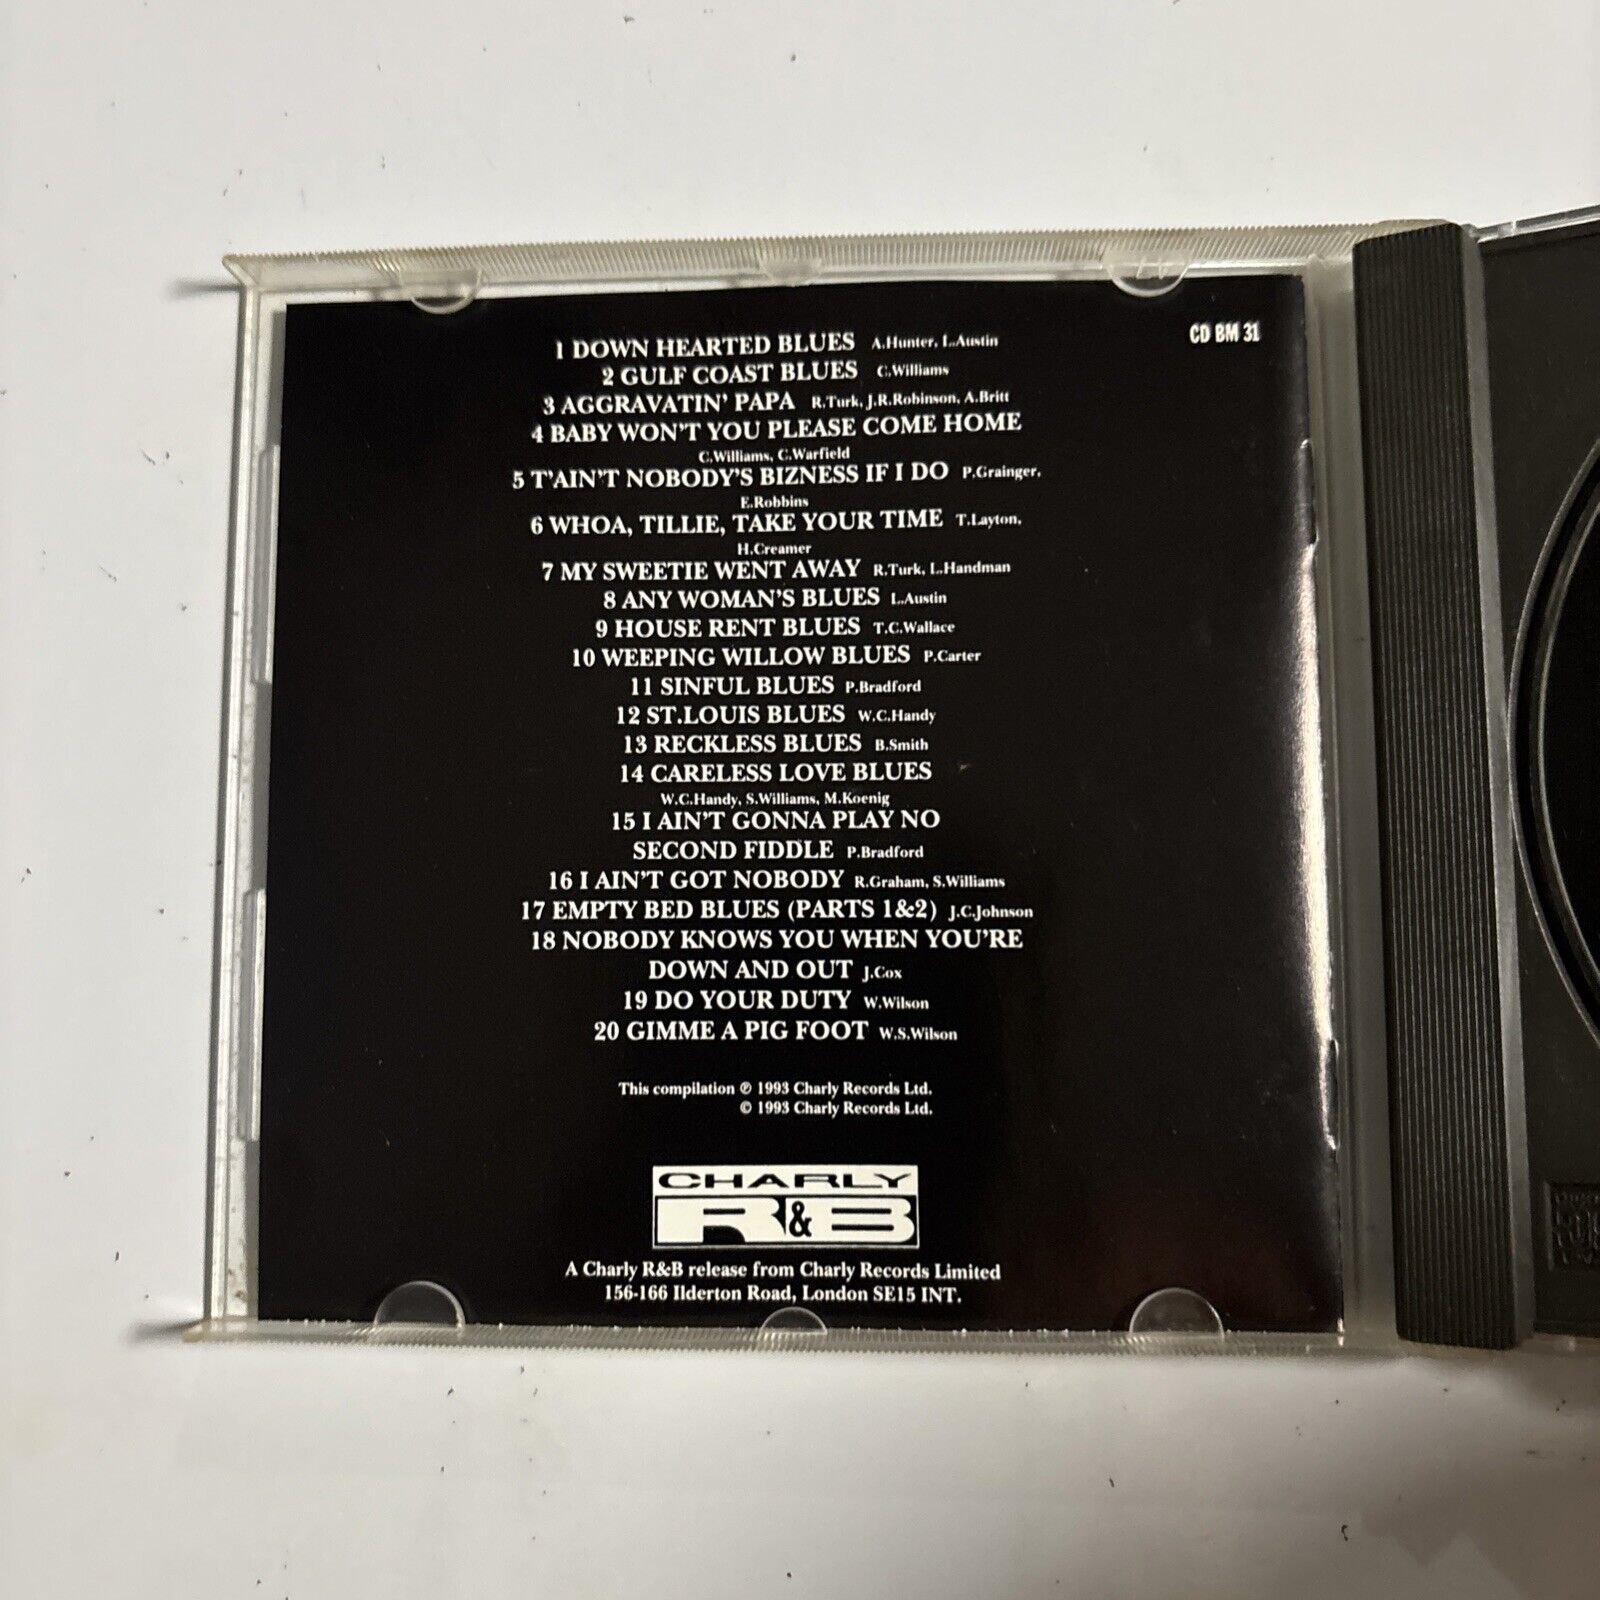 CD BM 31
1 DOWN HEARTED BLUES A.Hunter, L.Austin
2 GULF COAST BLUES C.Williams
3 AGGRAVATIN' PAPA R.Turk, J.R.Robinson, A.Britt
4 BABY WON'T YOU PLEASE COME HOME
C.Williams, C.Warfield
5 T'AIN'T NOBODY'S BIZNESS IF I DO P.Grainger,
E.Robbins
6 WHOA, TILLIE, TAKE YOUR TIME T.Layton,
H.Creamer
7 MY SWEETIE WENT AWAY R.Turk, L.Handman
8 ANY WOMAN'S BLUES L.Austin
9 HOUSE RENT BLUES T.C.Wallace
10 WEEPING WILLOW BLUES P.Carter
11 SINFUL BLUES P.Bradford
12 ST.LOUIS BLUES W.C.Handy
13 RECKLESS BLUES B.Smith
14 CARELESS LOVE BLUES
W.C.Handy, S.Williams, M.Koenig
15 I AIN'T GONNA PLAY NO
SECOND FIDDLE P.Bradford
16 I AIN'T GOT NOBODY R.Graham, S.Williams
17 EMPTY BED BLUES (PARTS 1&2) J.C.Johnson
18 NOBODY KNOWS YOU WHEN YOU'RE
DOWN AND OUT J.Cox
19 DO YOUR DUTY W.Wilson
20 GIMME A PIG FOOT W.S.Wilson
This compilation ℗ 1993 Charly Records Ltd.
© 1993 Charly Records Ltd.
CHARLY
R&B
A Charly R&B release from Charly Records Limited
156-166 Ilderton Road, London SE15 INT.